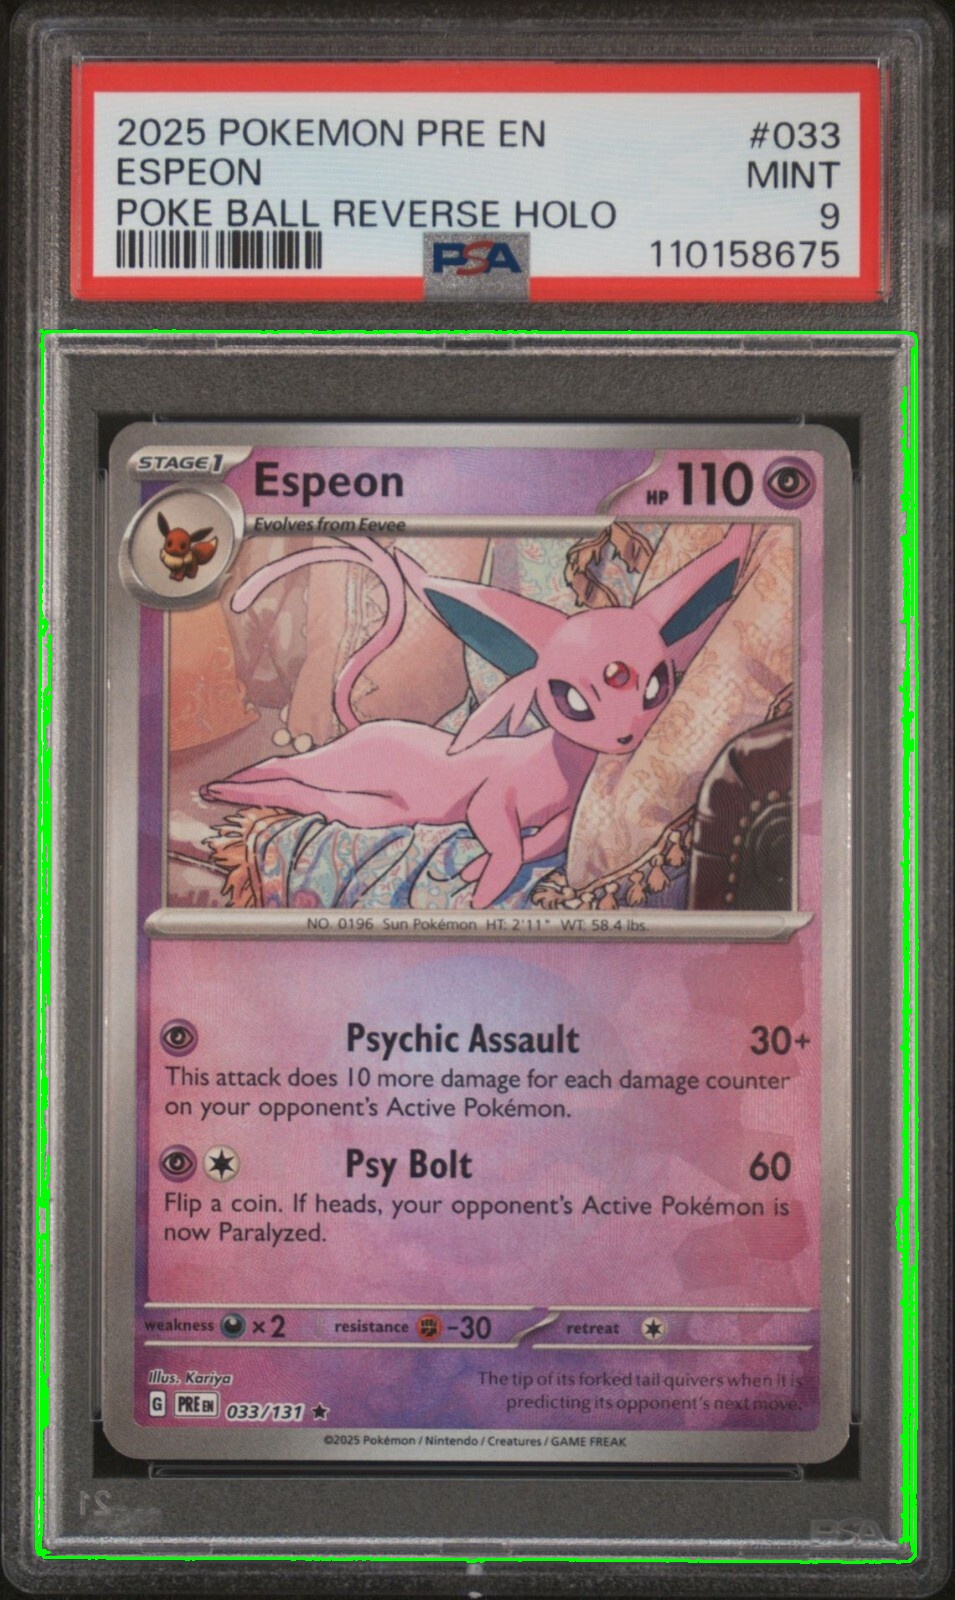 2025 POKEMON PRE EN #033
ESPEON MINT
POKE BALL REVERSE HOLO 9
PSA 110158675
STAGE 1
Espeon HP 110
Evolves from Eevee
NO. 0196 Sun Pokémon HT: 2'11" WT: 58.4 lbs.
Psychic Assault 30+
This attack does 10 more damage for each damage counter
on your opponent's Active Pokémon.
Psy Bolt 60
Flip a coin. If heads, your opponent's Active Pokémon is
now Paralyzed.
weakness ×2 resistance -30 retreat
Illus. Kariya
The tip of its forked tail quivers when it is
predicting its opponent's next move.
G PRE EN 033/131
©2025 Pokémon / Nintendo / Creatures / GAME FREAK
21
PSA